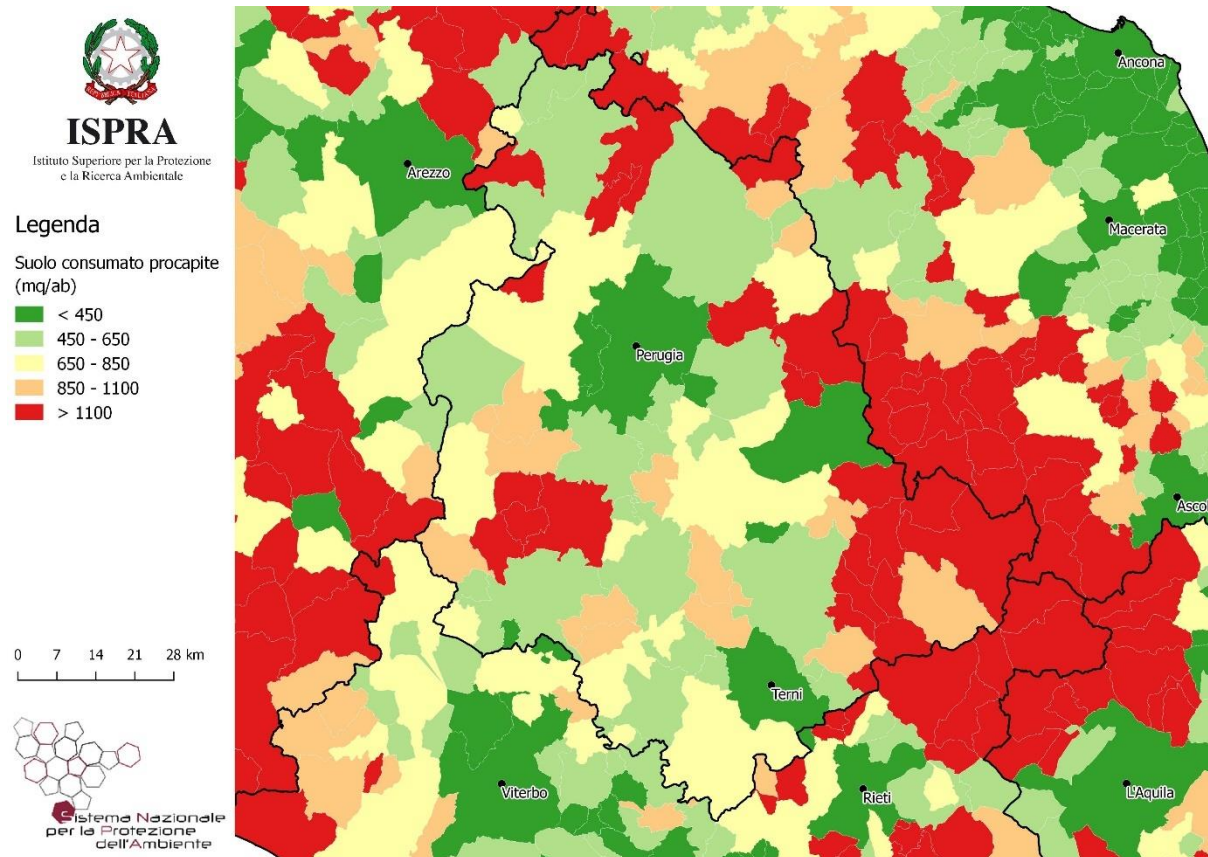 REPVBBLICA ITALIANA
ISPRA
Istituto Superiore per la Protezione
e la Ricerca Ambientale
Legenda
Suolo consumato procapite
(mq/ab)
< 450
450 - 650
650 - 850
850 - 1100
> 1100
0 7 14 21 28 km
Sistema Nazionale
per la Protezione
dell'Ambiente
Ancona
Arezzo
Macerata
Perugia
Ascol
Terni
Viterbo
Rieti
L'Aquila